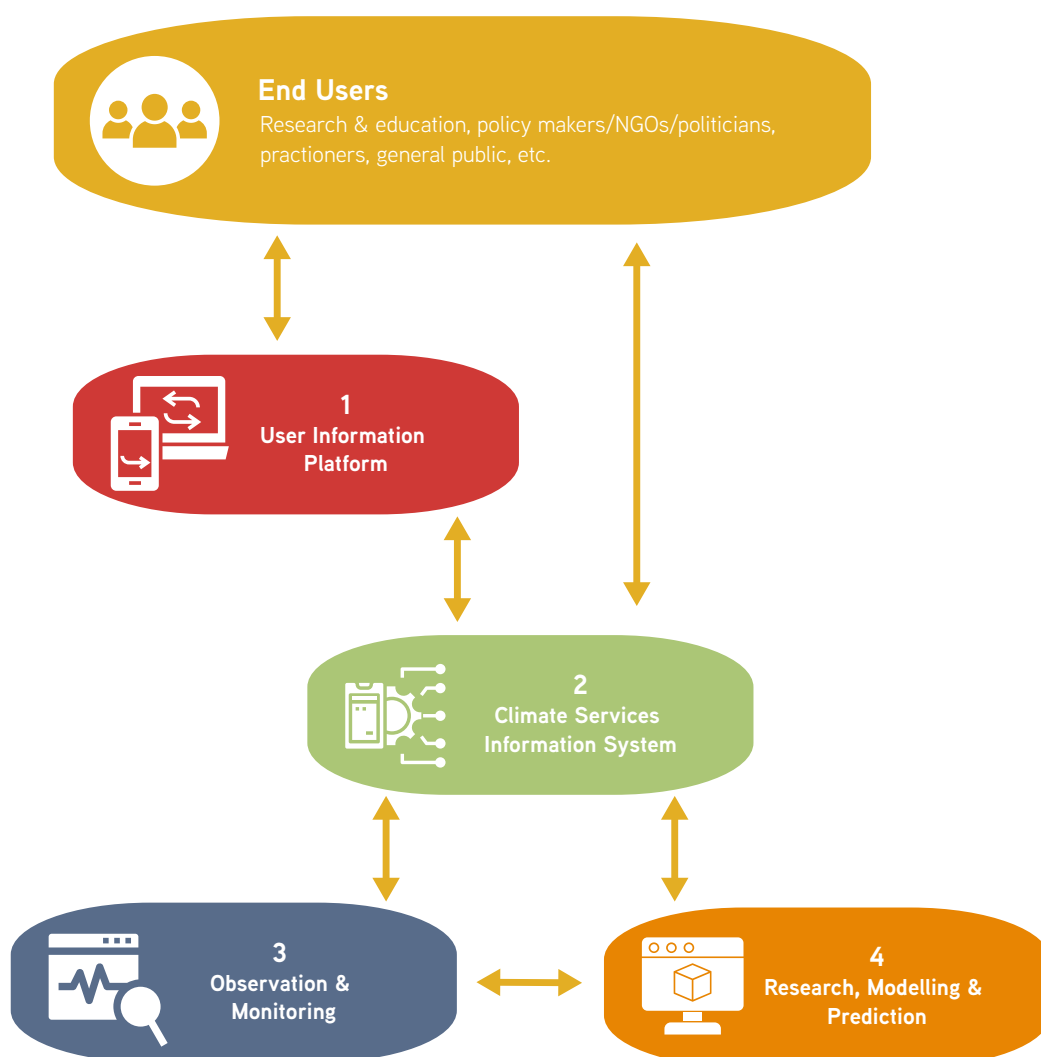 End Users
Research & education, policy makers/NGOs/politicians,
practioners, general public, etc.
1
User Information
Platform
2
Climate Services
Information System
3
Observation &
Monitoring
4
Research, Modelling &
Prediction